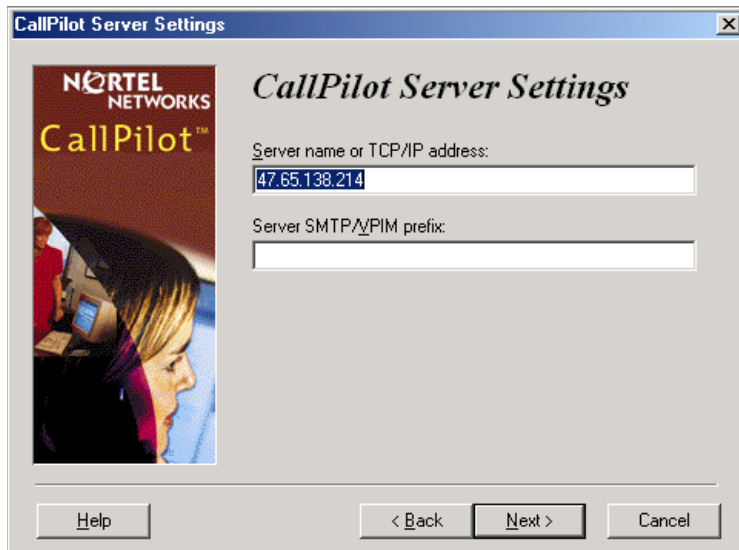 CallPilot Server Settings
NORTEL
NETWORKS
CallPilot™
CallPilot Server Settings
Server name or TCP/IP address:
47.65.138.214
Server SMTP/VPIM prefix:
Help
< Back
Next >
Cancel